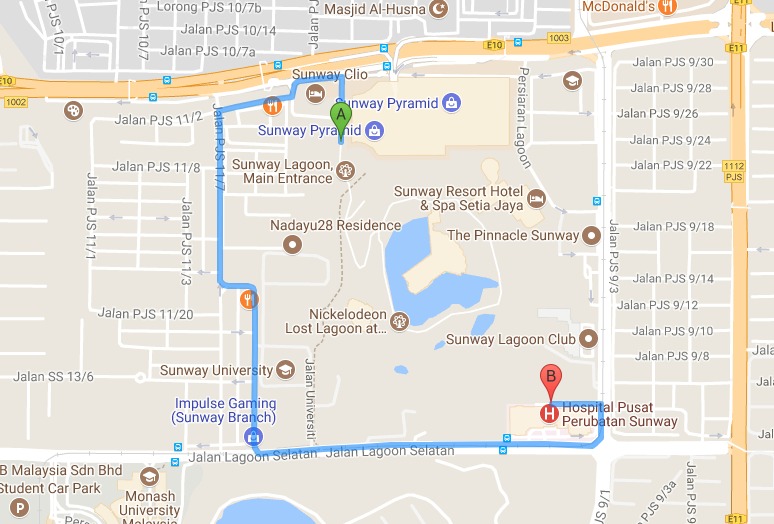 Lorong PJS 10/7b
Masjid Al-Husna
McDonald's
Jalan PJS 10/14
Jalan PJS 10/7a
10/1
PJS 10/7
Jalan PJ
1003
E10
E11
E10
1002
Sunway Clio
Jalan PJS 9/30
Jalan PJS 9/28
Jalan PJS 9/26
Jalan PJS 9/24
Jalan PJS 9/22
Sunway Pyramid
Sunway Pyramid
A
Persiaran Lagoon
Jalan PJS 11/2
Jalan PJS 11/7
Jalan PJS 11/8
Sunway Lagoon,
Main Entrance
1112
PJS
Jalan PJS 11/1
Jalan PJS 11/3
Sunway Resort Hotel
& Spa Setia Jaya
Nadayu28 Residence
The Pinnacle Sunway
Jalan PJS 9/18
Jalan PJS 9/3
Jalan PJS 9/14
Jalan PJS 9/12
Jalan PJS 11/20
Nickelodeon
Lost Lagoon at...
Jalan PJS 9/10
Sunway Lagoon Club
Jalan PJS 9/8
Jalan SS 13/6
Sunway University
Jalan Universiti
B
H
Hospital Pusat
Perubatan Sunway
Impulse Gaming
(Sunway Branch)
Jalan Lagoon Selatan
Jalan Lagoon Selatan
B Malaysia Sdn Bhd
Student Car Park
P
Monash
University
Malaysia
PJS 9/3a
E11